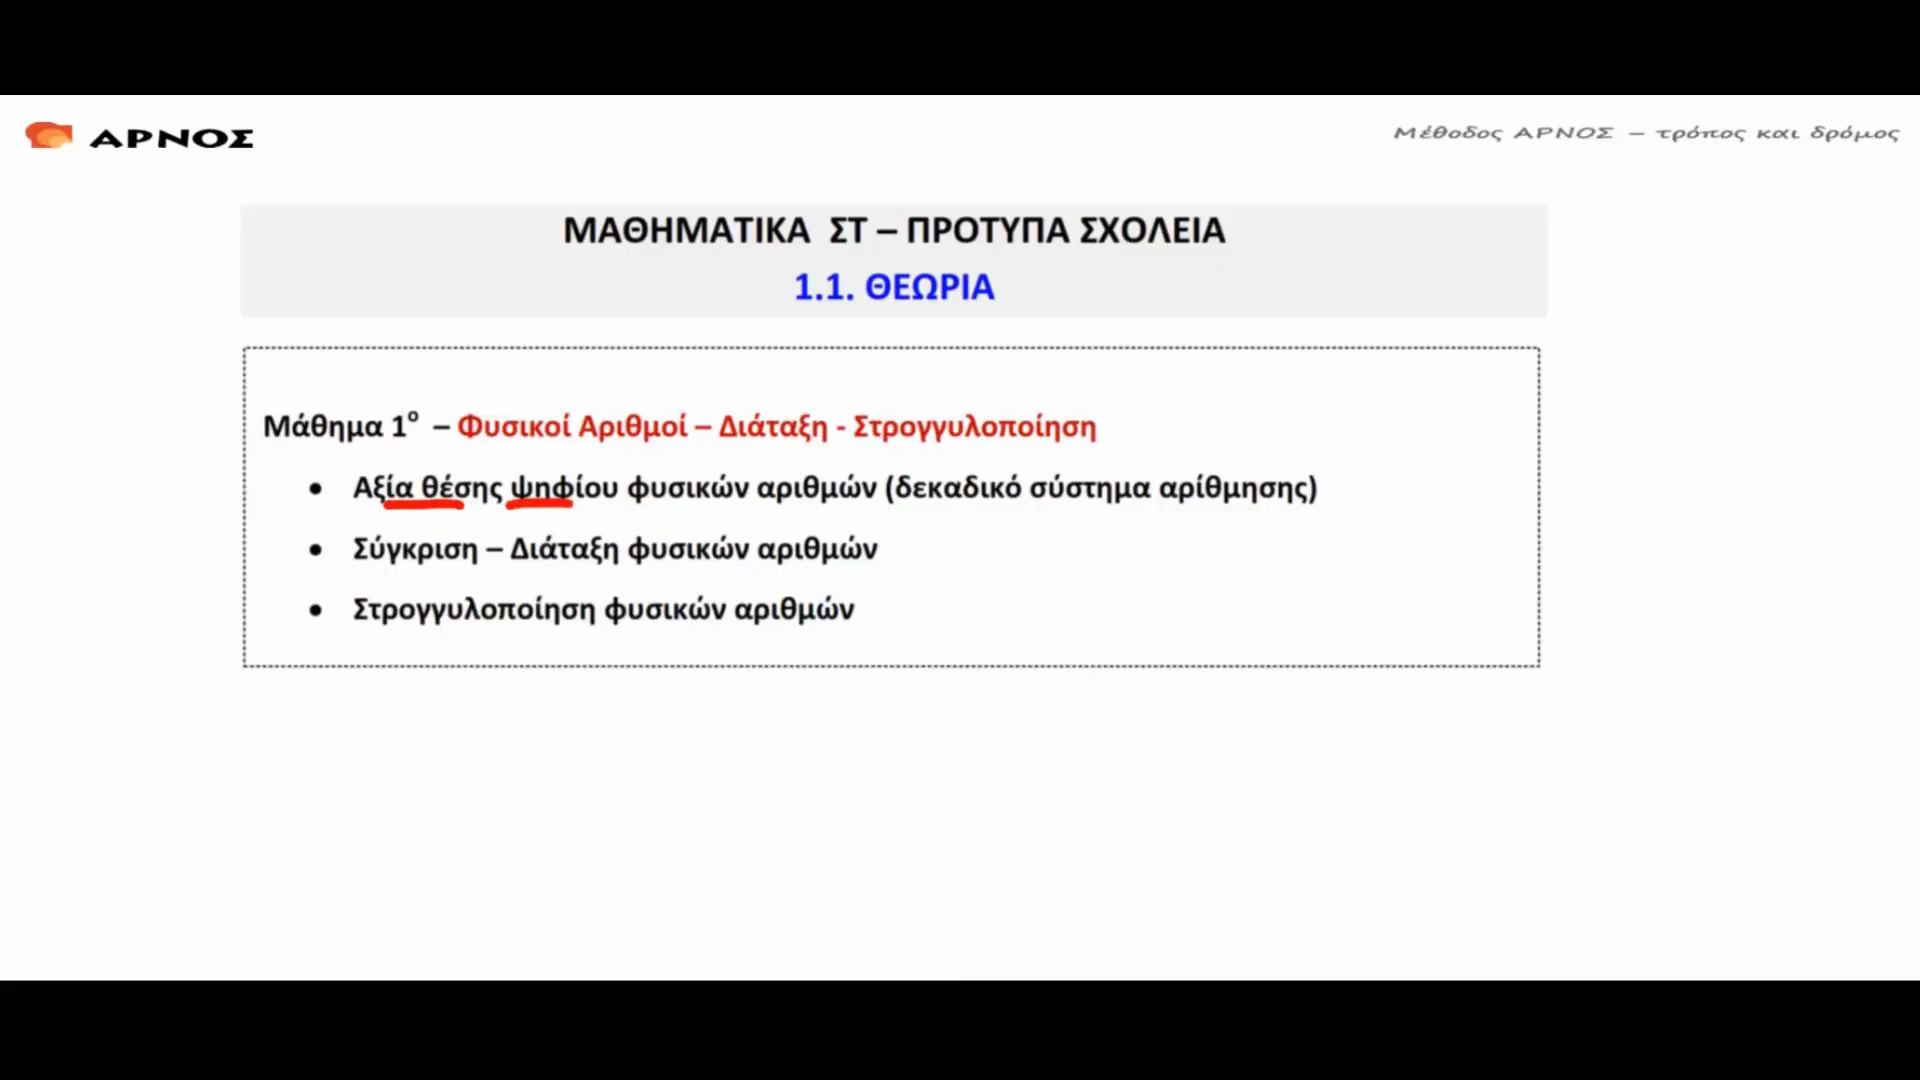 ΑΡΝΟΣ
Μέθοδος ΑΡΝΟΣ – τρόπος και δρόμος
ΜΑΘΗΜΑΤΙΚΑ ΣΤ – ΠΡΟΤΥΠΑ ΣΧΟΛΕΙΑ
1.1. ΘΕΩΡΙΑ
Μάθημα 1ο – Φυσικοί Αριθμοί – Διάταξη - Στρογγυλοποίηση
• Αξία θέσης ψηφίου φυσικών αριθμών (δεκαδικό σύστημα αρίθμησης)
• Σύγκριση – Διάταξη φυσικών αριθμών
• Στρογγυλοποίηση φυσικών αριθμών